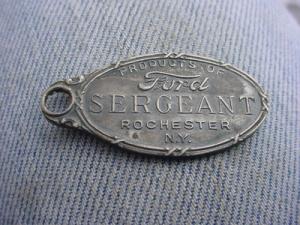 PRODUCTS OF
Ford
SERGEANT
ROCHESTER
N.Y.